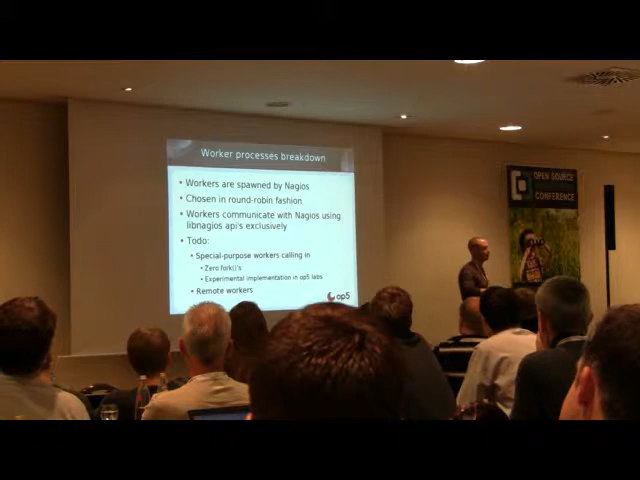 Worker processes breakdown
• Workers are spawned by Nagios
• Chosen in round-robin fashion
• Workers communicate with Nagios using
libnagios api's exclusively
• Todo:
• Special-purpose workers calling in
• Zero fork()'s
• Experimental implementation in op5 labs
• Remote workers
op5
OPEN SOURCE
CONFERENCE